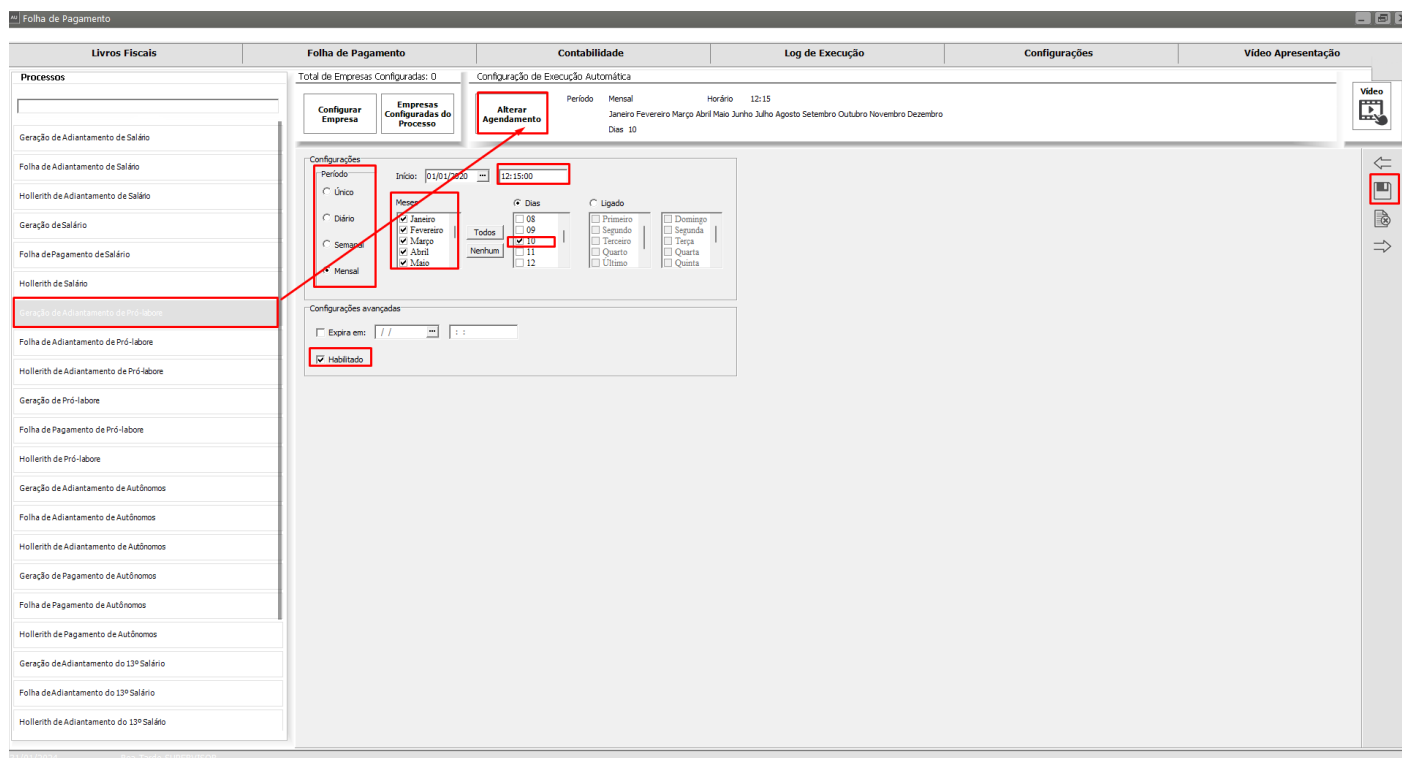 AU Folha de Pagamento
Livros Fiscais Folha de Pagamento Contabilidade Log de Execução Configurações Vídeo Apresentação
Processos
Geração de Adiantamento de Salário
Folha de Adiantamento de Salário
Hollerith de Adiantamento de Salário
Geração deSalário
Folha dePagamento deSalário
Hollerith de Salário
Geração de Adiantamento de Pró-labore
Folha de Adiantamento de Pró-labore
Hollerith de Adiantamento de Pró-labore
Geração de Pró-labore
Folha de Pagamento de Pró-labore
Hollerith de Pró-labore
Geração de Adiantamento de Autônomos
Folha de Adiantamento de Autônomos
Hollerith de Adiantamento de Autônomos
Geração de Pagamento de Autônomos
Folha de Pagamento de Autônomos
Hollerith de Pagamento de Autônomos
Geração deAdiantamento do 13º Salário
Folha deAdiantamento do 13º Salário
Hollerith de Adiantamento do 13º Salário
Total de Empresas Configuradas: 0
Configurar
Empresa
Empresas
Configuradas do
Processo
Configuração de Execução Automática
Alterar
Agendamento
Período Mensal Horário 12:15
Janeiro Fevereiro Março Abril Maio Junho Julho Agosto Setembro Outubro Novembro Dezembro
Dias 10
Vídeo
Configurações
Período
Único
Diário
Semanal
Mensal
Início: 01/01/2020 ... 12:15:00
Meses
Janeiro
Fevereiro
Março
Abril
Maio
Todos
Nenhum
Dias
08
09
10
11
12
Ligado
Primeiro
Segundo
Terceiro
Quarto
Último
Domingo
Segunda
Terça
Quarta
Quinta
Configurações avançadas
Expira em: / / ... : :
Habilitado